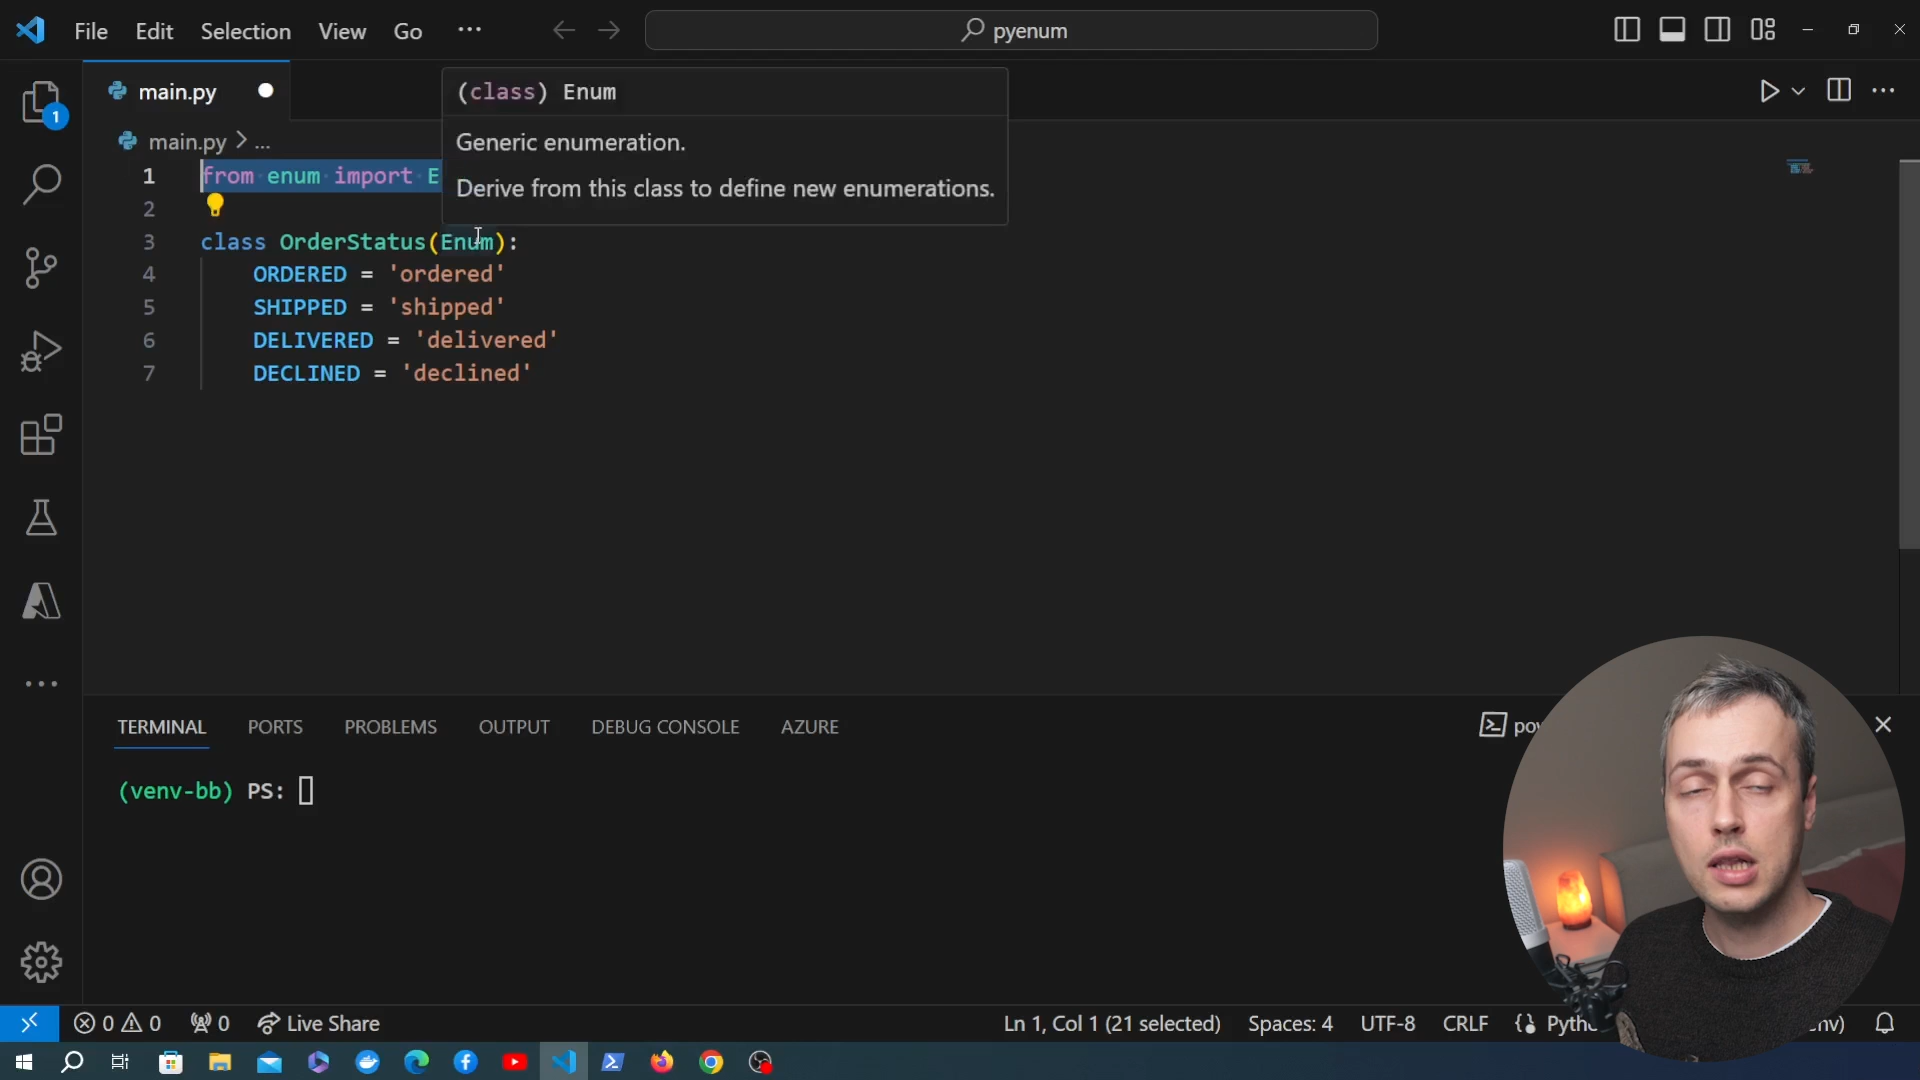 File Edit Selection View Go ...
pyenum
1
main.py
main.py > ...
(class) Enum
Generic enumeration.
Derive from this class to define new enumerations.
1 from enum import E
2
3 class OrderStatus(Enum):
4 ORDERED = 'ordered'
5 SHIPPED = 'shipped'
6 DELIVERED = 'delivered'
7 DECLINED = 'declined'
TERMINAL PORTS PROBLEMS OUTPUT DEBUG CONSOLE AZURE
(venv-bb) PS:
0 0 0 Live Share Ln 1, Col 1 (21 selected) Spaces: 4 UTF-8 CRLF